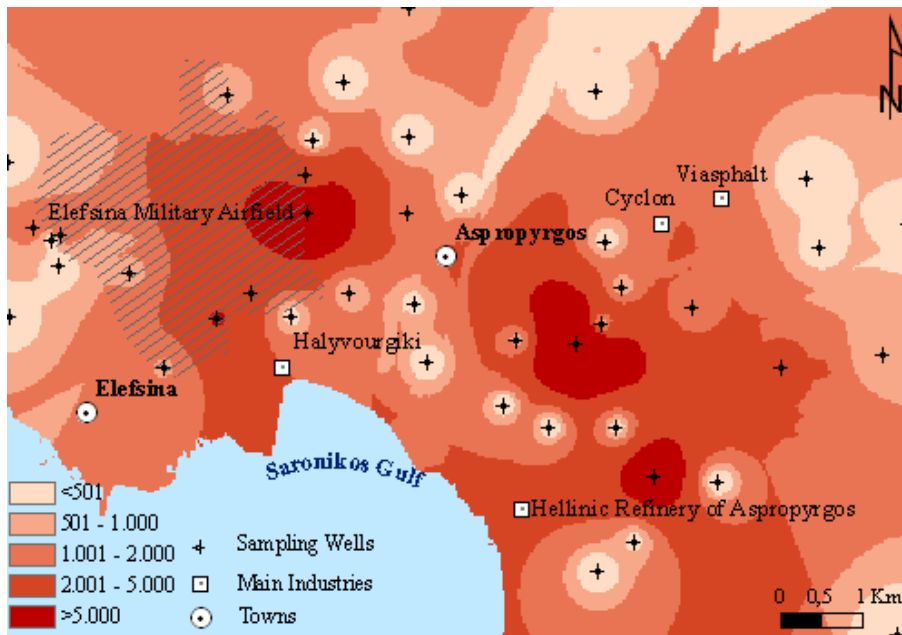 N
Viasphalt
Cyclon
Elefsina Military Airfield
Aspropyrgos
Halyvourgiki
Elefsina
Saronikos Gulf
<501
501 - 1.000
1.001 - 2.000
2.001 - 5.000
>5.000
Sampling Wells
Main Industries
Towns
Hellinic Refinery of Aspropyrgos
0 0,5 1 Km